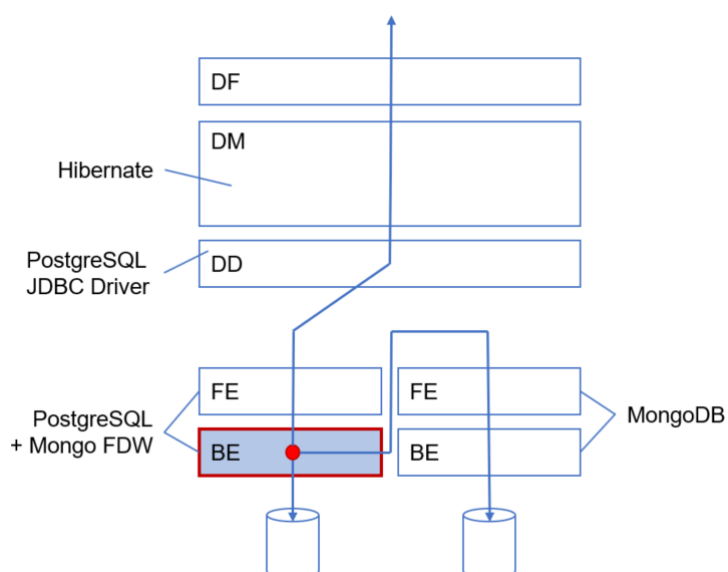 DF
DM
Hibernate
PostgreSQL
JDBC Driver
DD
FE
FE
PostgreSQL
+ Mongo FDW
MongoDB
BE
BE